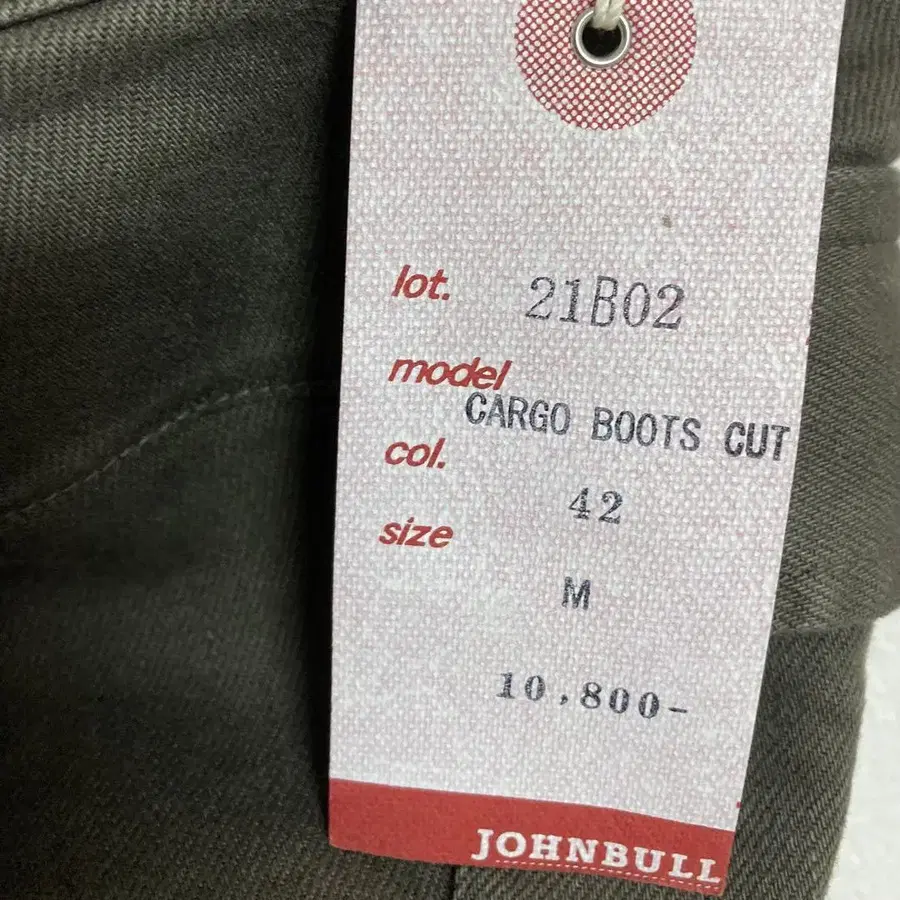 lot. 21B02
model
CARGO BOOTS CUT
col.
42
size
M
10,800-
JOHNBULL